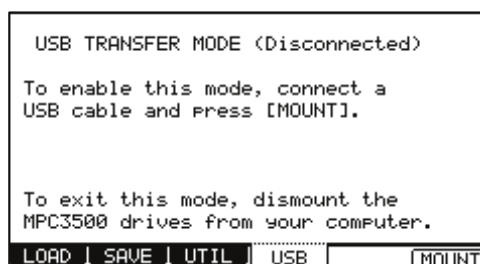 USB TRANSFER MODE (Disconnected)
To enable this mode, connect a
USB cable and press [MOUNT].
To exit this mode, dismount the
MPC3500 drives from your computer.
LOAD SAVE UTIL USB MOUNT